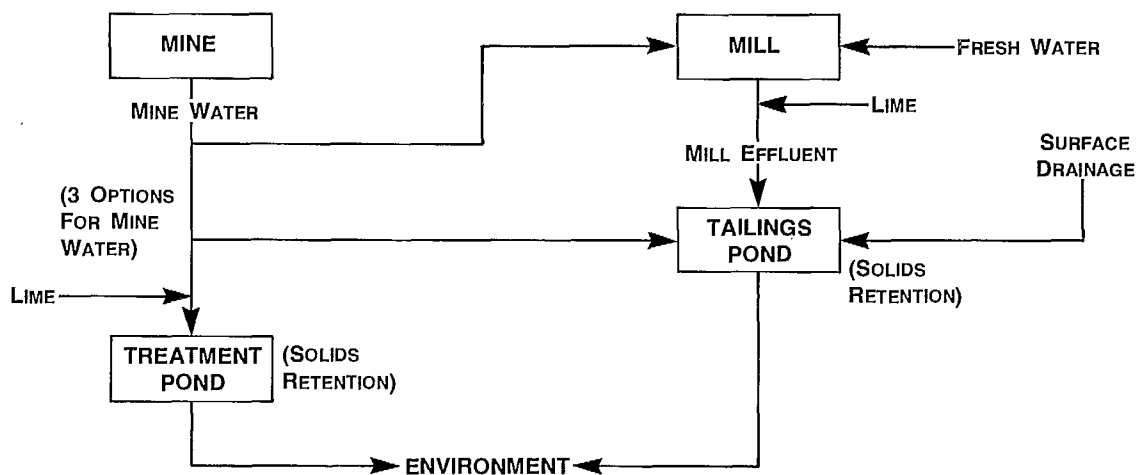 MINE
MILL
FRESH WATER
MINE WATER
LIME
MILL EFFLUENT
SURFACE
DRAINAGE
(3 OPTIONS
FOR MINE
WATER)
TAILINGS
POND
(SOLIDS
RETENTION)
LIME
TREATMENT
POND
(SOLIDS
RETENTION)
ENVIRONMENT